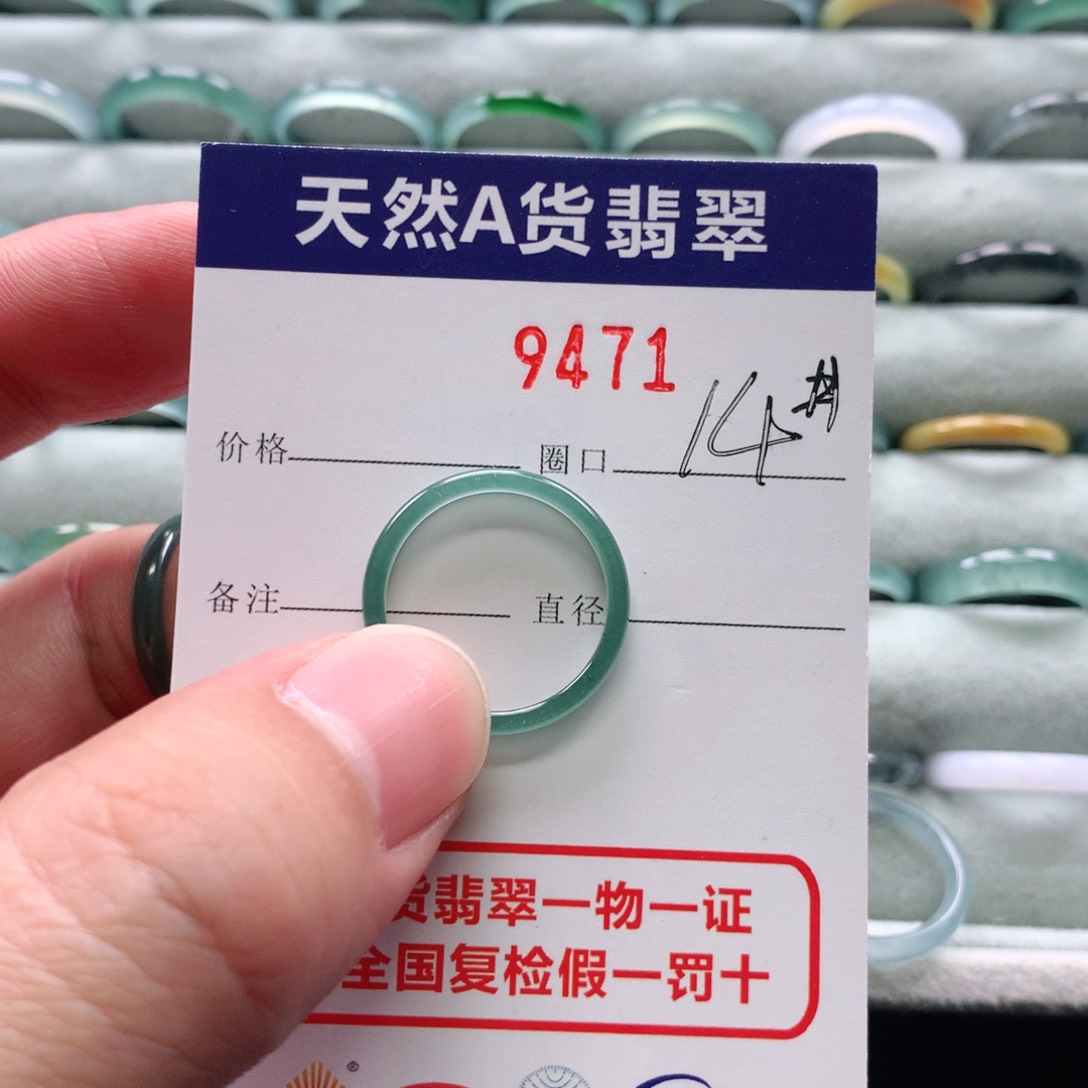 天然A货翡翠
9471
价格 圈口 14#
备注 直径
货翡翠一物一证
全国复检假一罚十
®